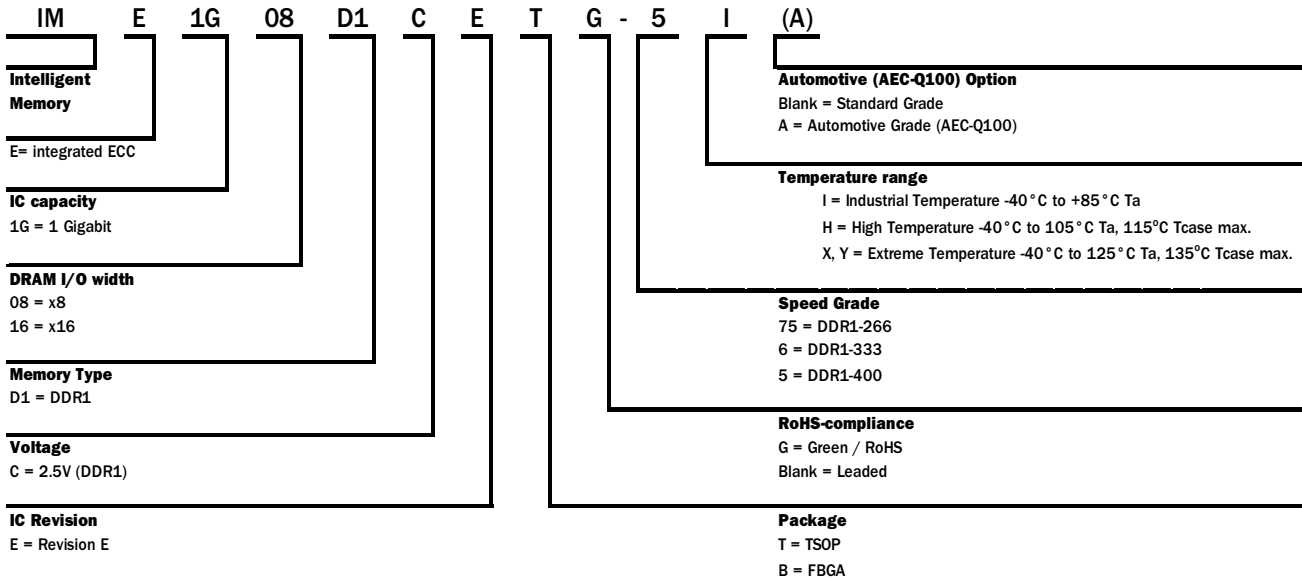 IM E 1G 08 D1 C E T G - 5 I (A)
Intelligent
Memory
E= integrated ECC
IC capacity
1G = 1 Gigabit
DRAM I/O width
08 = x8
16 = x16
Memory Type
D1 = DDR1
Voltage
C = 2.5V (DDR1)
IC Revision
E = Revision E
Automotive (AEC-Q100) Option
Blank = Standard Grade
A = Automotive Grade (AEC-Q100)
Temperature range
I = Industrial Temperature -40°C to +85°C Ta
H = High Temperature -40°C to 105°C Ta, 115°C Tcase max.
X, Y = Extreme Temperature -40°C to 125°C Ta, 135°C Tcase max.
Speed Grade
75 = DDR1-266
6 = DDR1-333
5 = DDR1-400
RoHS-compliance
G = Green / RoHS
Blank = Leaded
Package
T = TSOP
B = FBGA